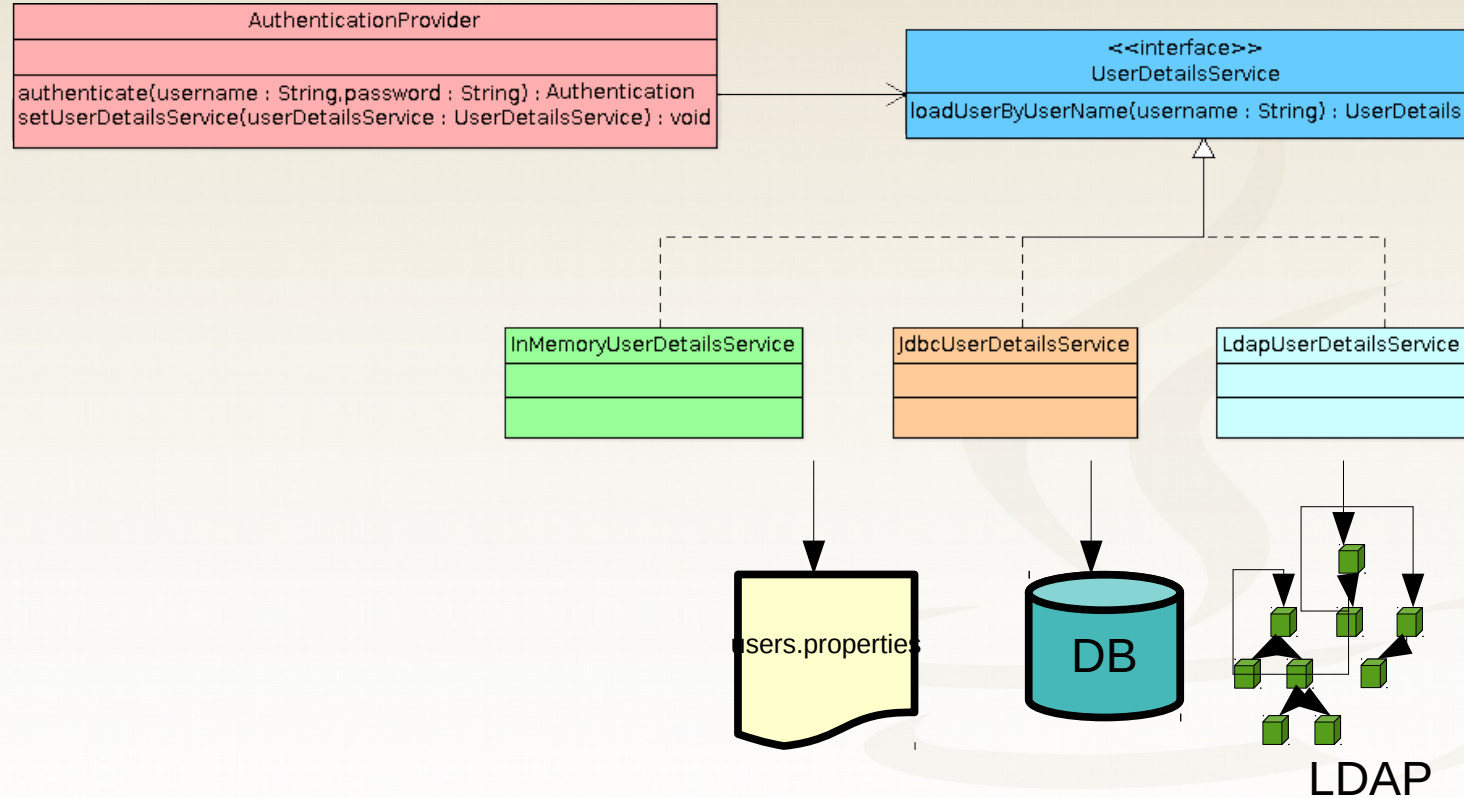 AuthenticationProvider
authenticate(username : String,password : String) : Authentication
setUserDetailsService(userDetailsService : UserDetailsService) : void
<<interface>>
UserDetailsService
loadUserByUserName(username : String) : UserDetails
InMemoryUserDetailsService
JdbcUserDetailsService
LdapUserDetailsService
users.properties
DB
LDAP